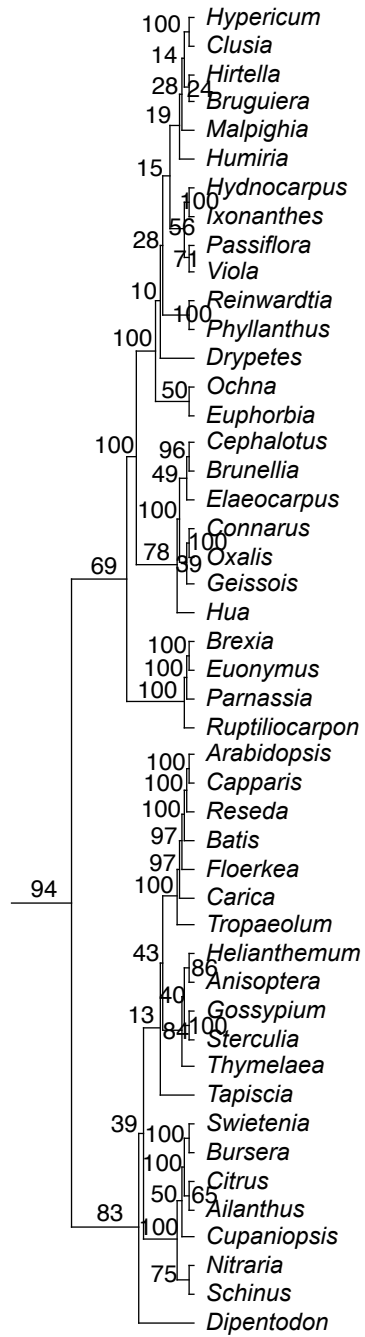 100 Hypericum
Clusia
14
Hirtella
28 24
Bruguiera
19 Malpighia
Humiria
15
Hydnocarpus
100
Ixonanthes
56
Passiflora
28 71
Viola
10 Reinwardtia
100
Phyllanthus
100
Drypetes
50 Ochna
Euphorbia
100 96 Cephalotus
Brunellia
49
Elaeocarpus
100 Connarus
100
78 39 Oxalis
69 Geissois
Hua
100 Brexia
100 Euonymus
100 Parnassia
Ruptiliocarpon
100 Arabidopsis
100 Capparis
100 Reseda
97 Batis
97 Floerkea
94 100 Carica
Tropaeolum
43 Helianthemum
86
Anisoptera
40
13 Gossypium
84 100
Sterculia
Thymelaea
Tapiscia
39 100 Swietenia
Bursera
100
Citrus
50 65
Ailanthus
83 100 Cupaniopsis
75 Nitraria
Schinus
Dipentodon